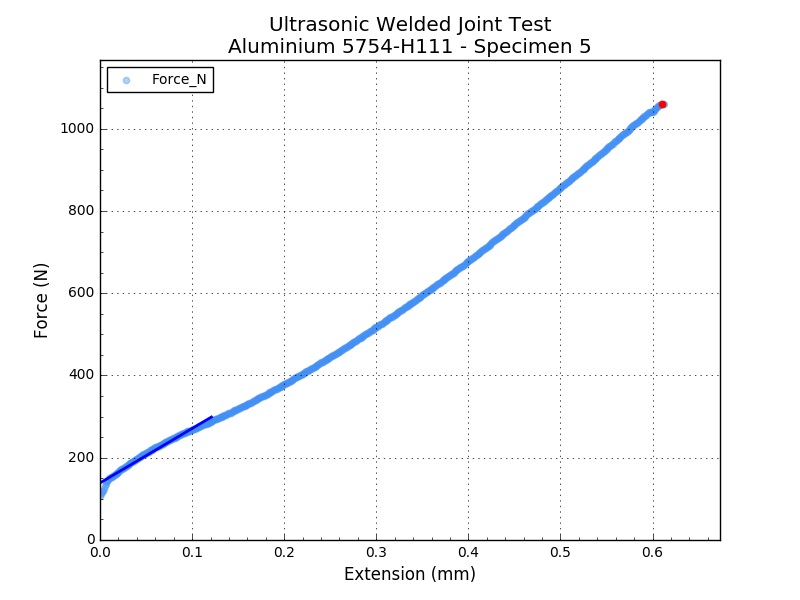 Ultrasonic Welded Joint Test
Aluminium 5754-H111 - Specimen 5
Force_N
Force (N)
1000
800
600
400
200
0
0.0 0.1 0.2 0.3 0.4 0.5 0.6
Extension (mm)